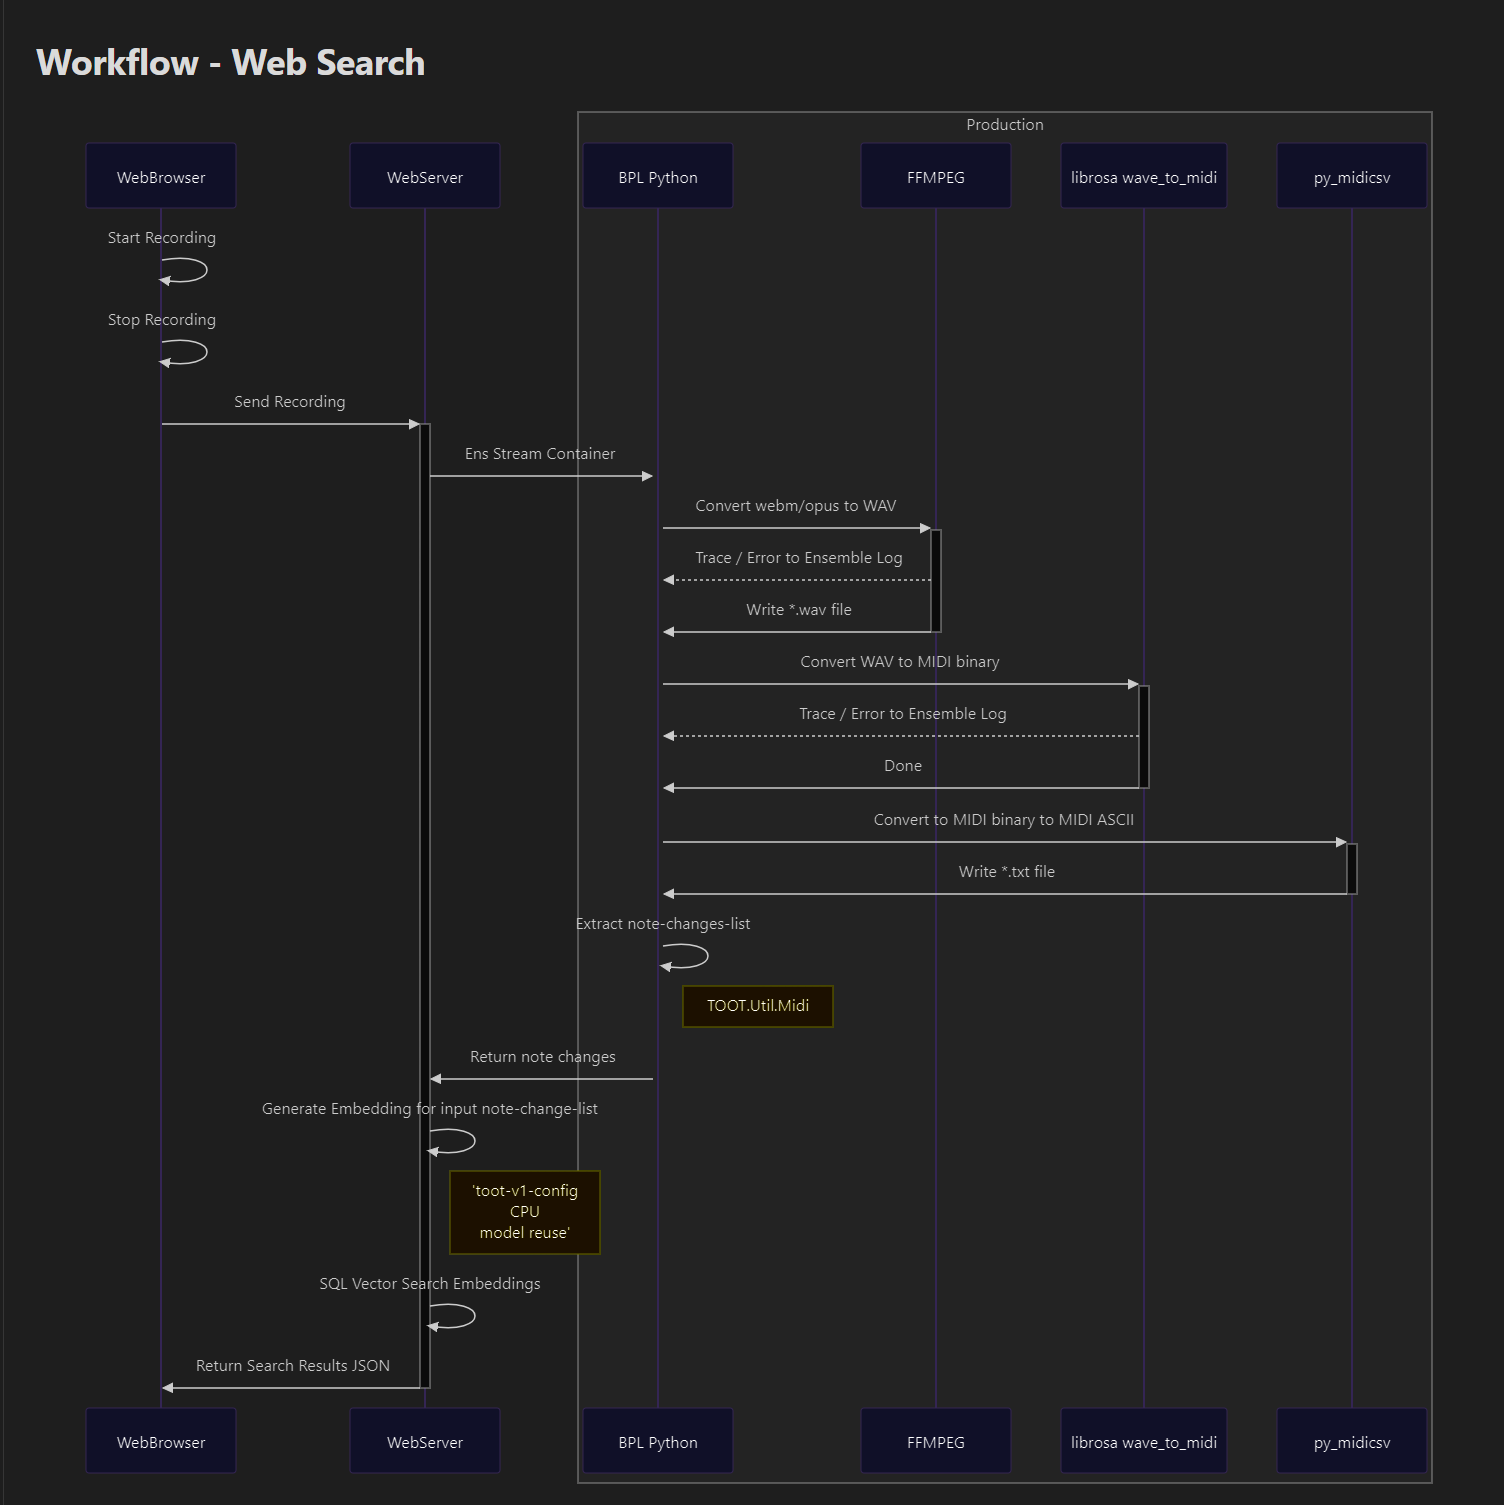 Workflow - Web Search
Production
WebBrowser
WebServer
BPL Python
FFMPEG
librosa wave_to_midi
py_midicsv
Start Recording
Stop Recording
Send Recording
Ens Stream Container
Convert webm/opus to WAV
Trace / Error to Ensemble Log
Write *.wav file
Convert WAV to MIDI binary
Trace / Error to Ensemble Log
Done
Convert to MIDI binary to MIDI ASCII
Write *.txt file
Extract note-changes-list
TOOT.Util.Midi
Return note changes
Generate Embedding for input note-change-list
'toot-v1-config
CPU
model reuse'
SQL Vector Search Embeddings
Return Search Results JSON
WebBrowser
WebServer
BPL Python
FFMPEG
librosa wave_to_midi
py_midicsv